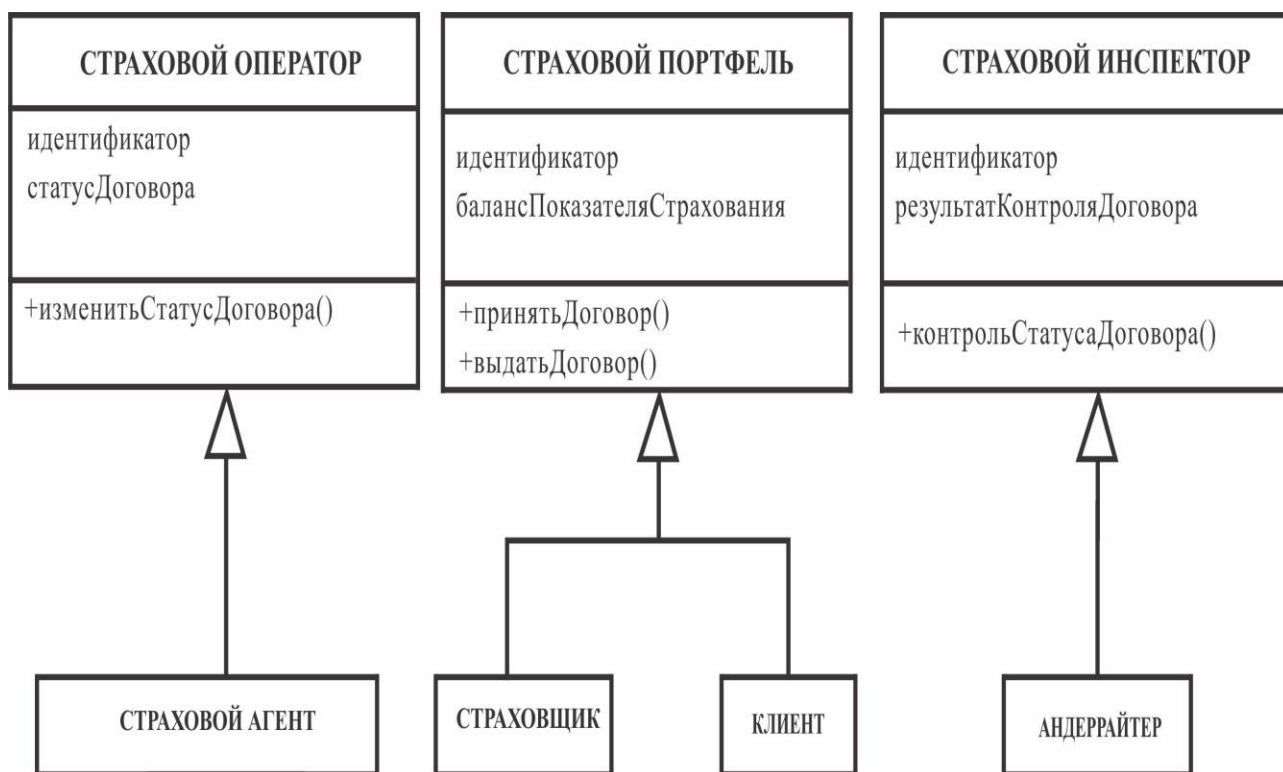 СТРАХОВОЙ ОПЕРАТОР
идентификатор
статусДоговора
+изменитьСтатусДоговора()
СТРАХОВОЙ ПОРТФЕЛЬ
идентификатор
балансПоказателяСтрахования
+принятьДоговор()
+выдатьДоговор()
СТРАХОВОЙ ИНСПЕКТОР
идентификатор
результатКонтроляДоговора
+контрольСтатусаДоговора()
СТРАХОВОЙ АГЕНТ
СТРАХОВЩИК
КЛИЕНТ
АНДЕРРАЙТЕР